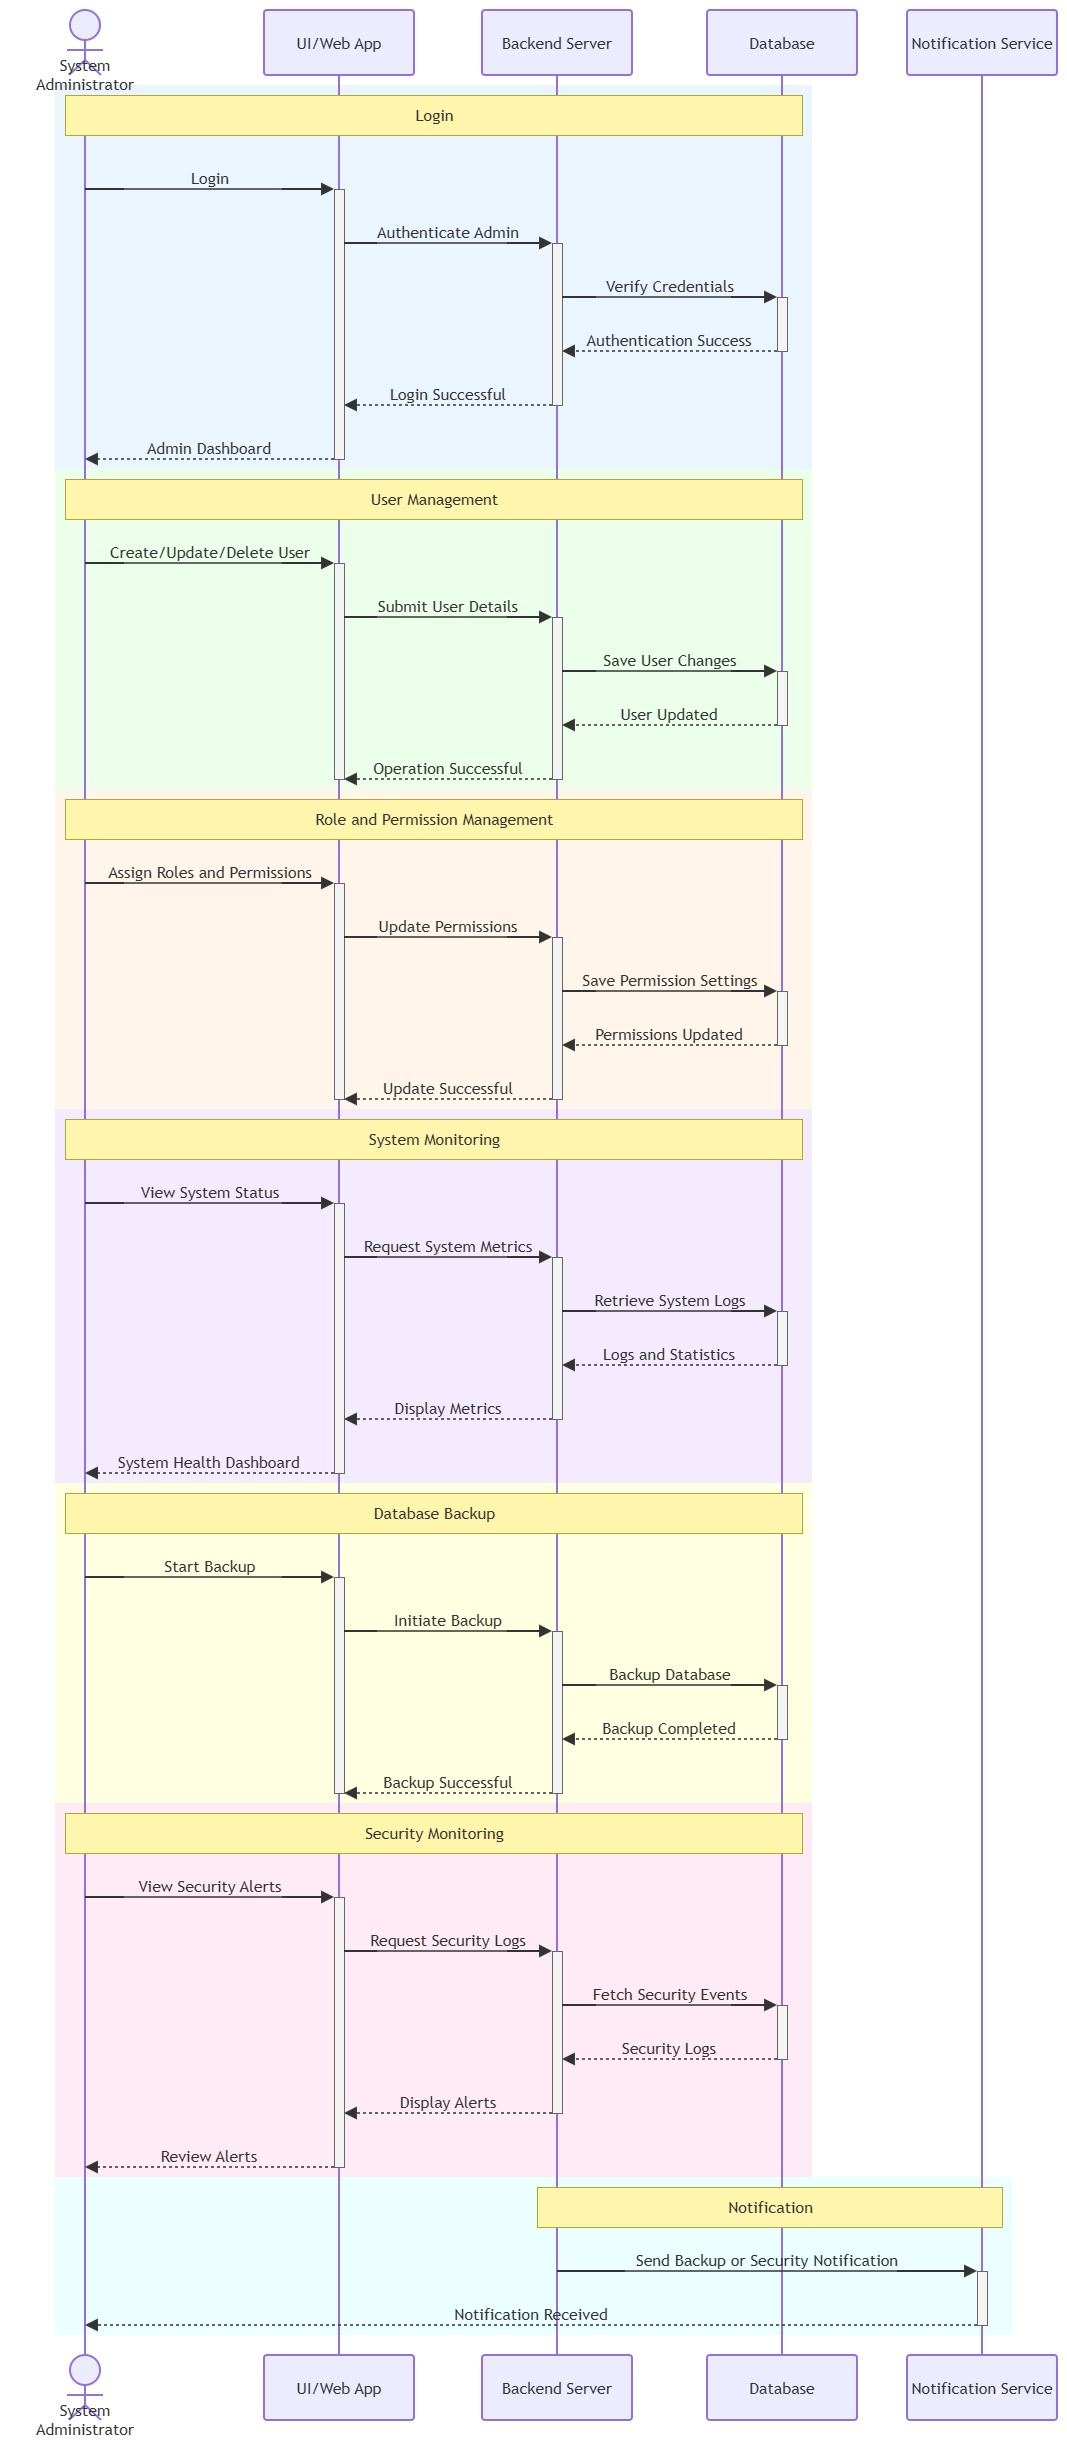 System
Administrator
UI/Web App
Backend Server
Database
Notification Service
Login
Login
Authenticate Admin
Verify Credentials
Authentication Success
Login Successful
Admin Dashboard
User Management
Create/Update/Delete User
Submit User Details
Save User Changes
User Updated
Operation Successful
Role and Permission Management
Assign Roles and Permissions
Update Permissions
Save Permission Settings
Permissions Updated
Update Successful
System Monitoring
View System Status
Request System Metrics
Retrieve System Logs
Logs and Statistics
Display Metrics
System Health Dashboard
Database Backup
Start Backup
Initiate Backup
Backup Database
Backup Completed
Backup Successful
Security Monitoring
View Security Alerts
Request Security Logs
Fetch Security Events
Security Logs
Display Alerts
Review Alerts
Notification
Send Backup or Security Notification
Notification Received
System
Administrator
UI/Web App
Backend Server
Database
Notification Service